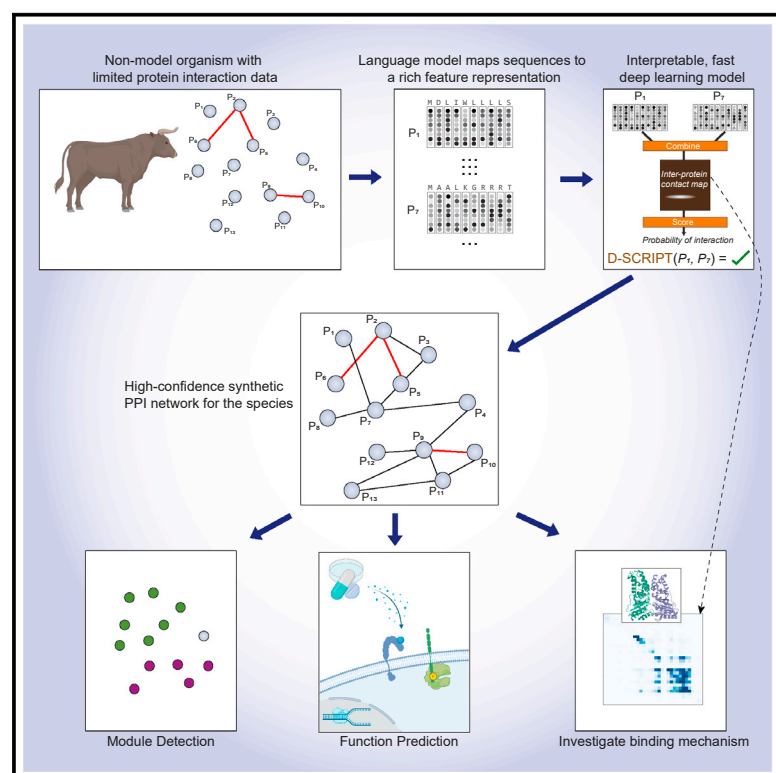 Non-model organism with
limited protein interaction data
P₁
P₂
P₃
P₆
P₅
P₄
P₇
P₈
P₉
P₁₂
P₁₀
P₁₁
P₁₃
Language model maps sequences to
a rich feature representation
M D L I W L L L L S
P₁
M A A L K G R R R T
P₇
Interpretable, fast
deep learning model
P₁ P₇
Combine
Inter-protein
contact map
Score
Probability of interaction
D-SCRIPT(P₁, P₇) =
High-confidence synthetic
PPI network for the species
P₂
P₁
P₃
P₆
P₅
P₈
P₇
P₄
P₉
P₁₂
P₁₀
P₁₁
P₁₃
Module Detection
Function Prediction
Investigate binding mechanism